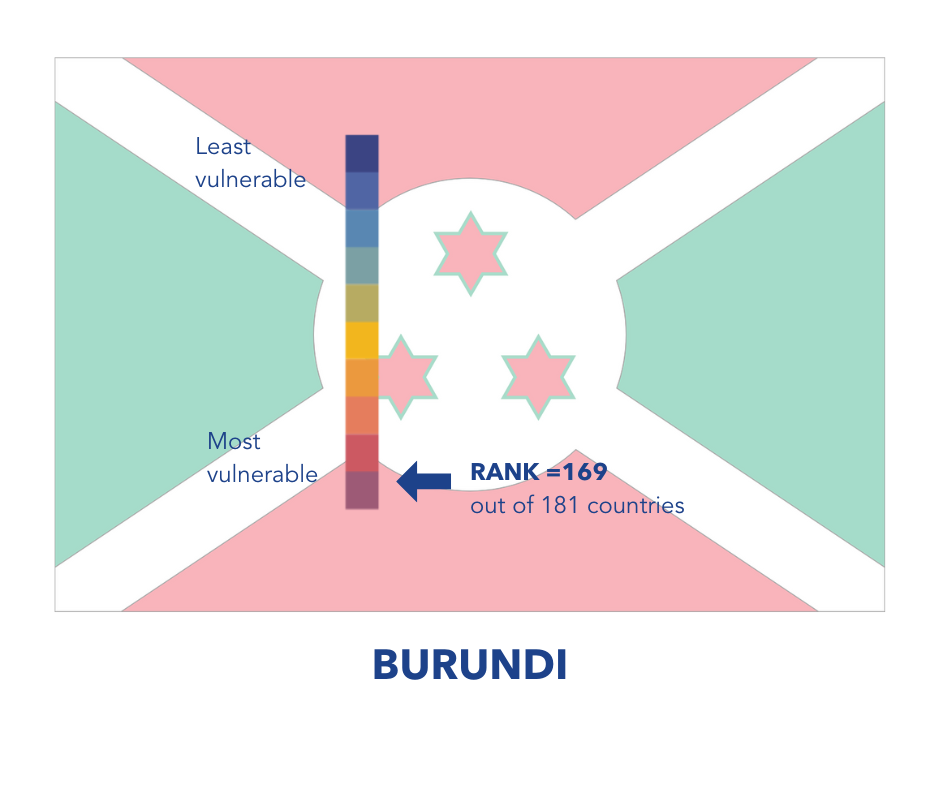 Least
vulnerable
Most
vulnerable
RANK =169
out of 181 countries
BURUNDI